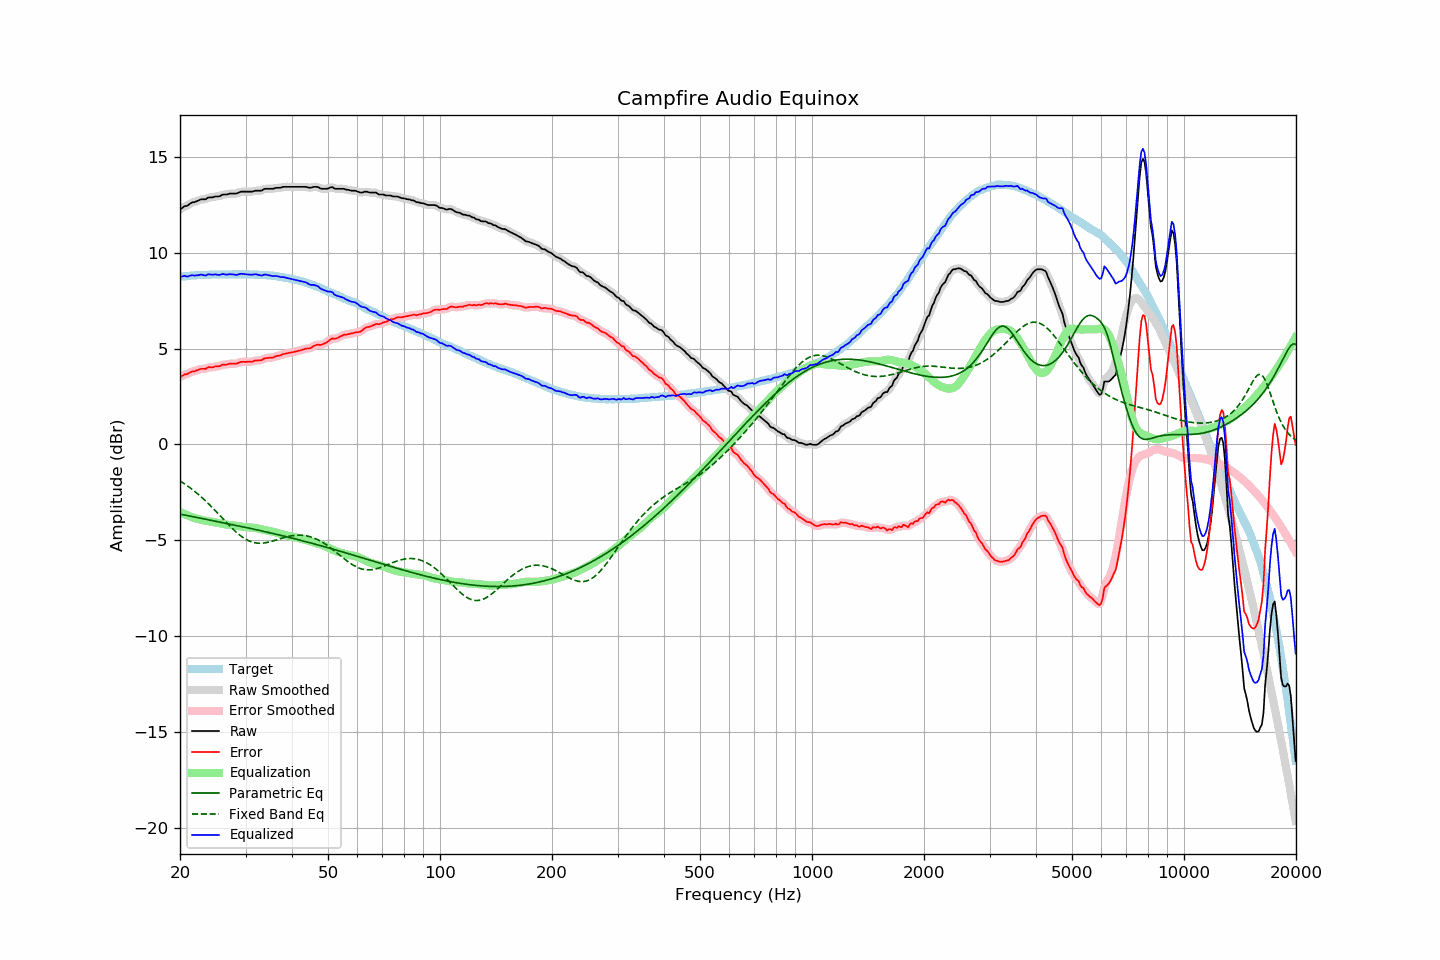 Campfire Audio Equinox
Amplitude (dBr)
15
10
5
0
−5
−10
−15
−20
Target
Raw Smoothed
Error Smoothed
Raw
Error
Equalization
Parametric Eq
Fixed Band Eq
Equalized
20 50 100 200 500 1000 2000 5000 10000 20000
Frequency (Hz)